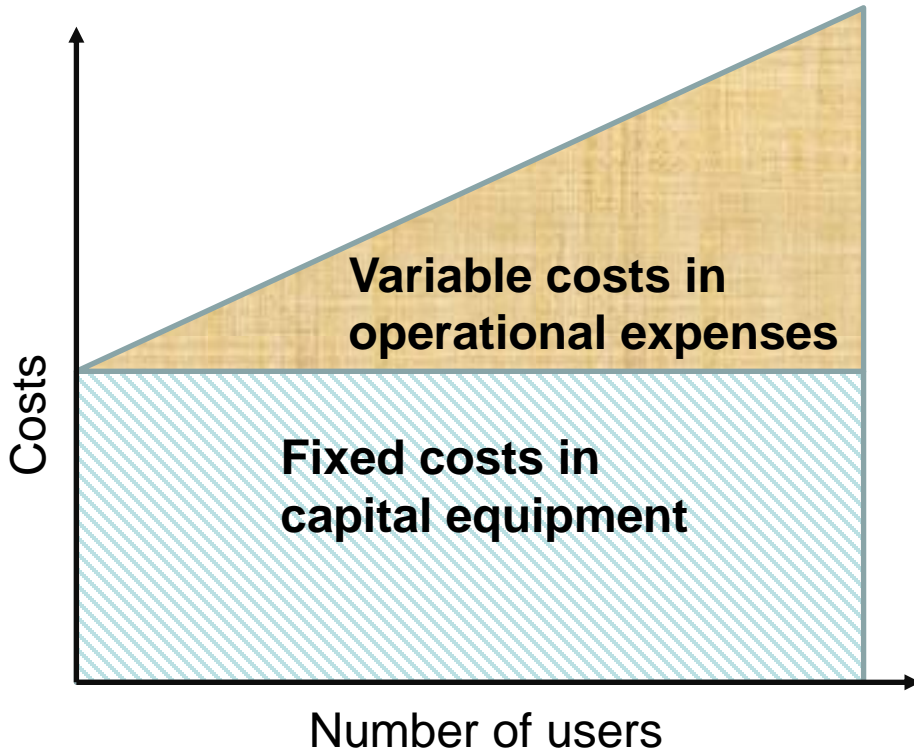 Variable costs in
operational expenses
Costs
Fixed costs in
capital equipment
Number of users